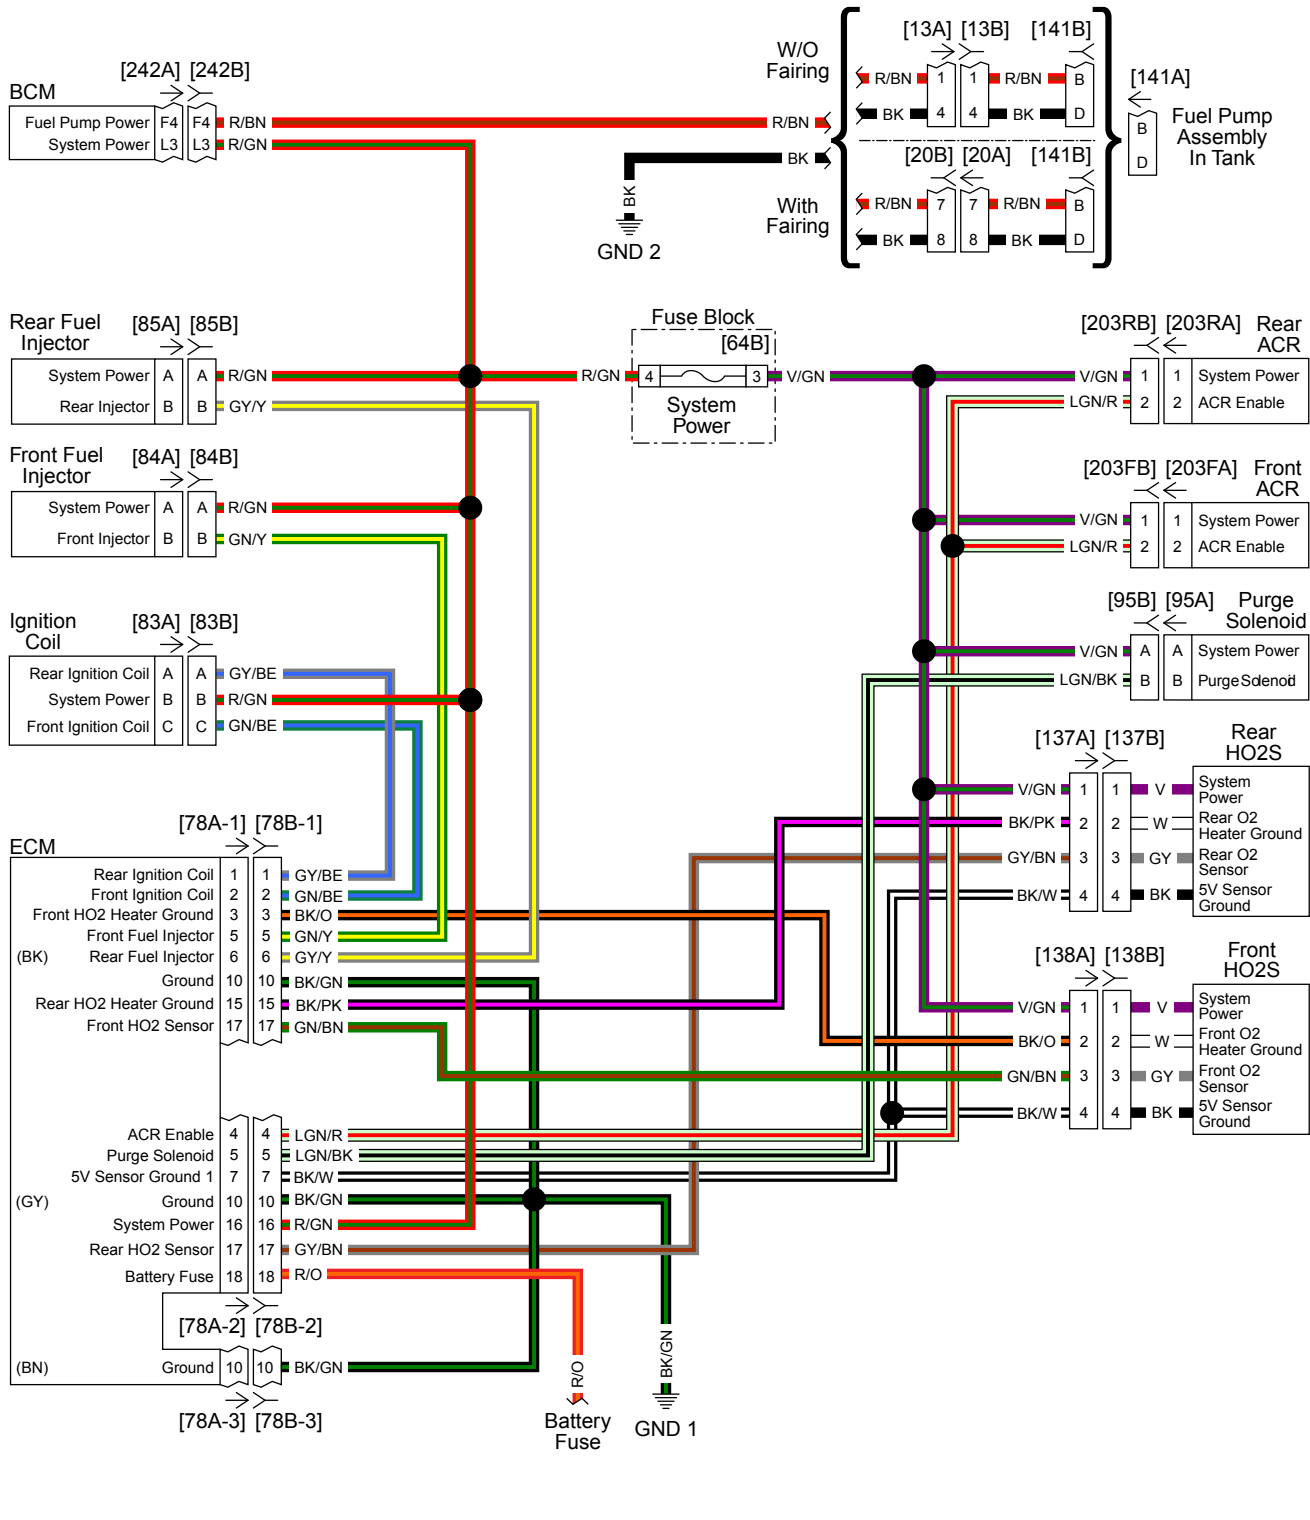 [13A] [13B] [141B]
W/O
Fairing
R/BN 1 1 R/BN B
BK 4 4 BK D
[141A]
B
D
Fuel Pump
Assembly
In Tank
[20B] [20A] [141B]
With
Fairing
R/BN 7 7 R/BN B
BK 8 8 BK D
[242A] [242B]
BCM
Fuel Pump Power F4 F4 R/BN R/BN
System Power L3 L3 R/GN
BK
BK
GND 2
Rear Fuel
Injector
[85A] [85B]
System Power A A R/GN
Rear Injector B B GY/Y
Fuse Block
[64B]
R/GN 4 3 V/GN
System
Power
[203RB] [203RA] Rear
ACR
V/GN 1 1 System Power
LGN/R 2 2 ACR Enable
Front Fuel
Injector
[84A] [84B]
System Power A A R/GN
Front Injector B B GN/Y
[203FB] [203FA] Front
ACR
V/GN 1 1 System Power
LGN/R 2 2 ACR Enable
Ignition
Coil
[83A] [83B]
Rear Ignition Coil A A GY/BE
System Power B B R/GN
Front Ignition Coil C C GN/BE
[95B] [95A] Purge
Solenoid
V/GN A A System Power
LGN/BK B B Purge Solenoid
[137A] [137B] Rear
HO2S
V/GN 1 1 V System
Power
BK/PK 2 2 W Rear O2
Heater Ground
GY/BN 3 3 GY Rear O2
Sensor
BK/W 4 4 BK 5V Sensor
Ground
[138A] [138B] Front
HO2S
V/GN 1 1 V System
Power
BK/O 2 2 W Front O2
Heater Ground
GN/BN 3 3 GY Front O2
Sensor
BK/W 4 4 BK 5V Sensor
Ground
ECM
[78A-1] [78B-1]
Rear Ignition Coil 1 1 GY/BE
Front Ignition Coil 2 2 GN/BE
Front HO2 Heater Ground 3 3 BK/O
Front Fuel Injector 5 5 GN/Y
(BK) Rear Fuel Injector 6 6 GY/Y
Ground 10 10 BK/GN
Rear HO2 Heater Ground 15 15 BK/PK
Front HO2 Sensor 17 17 GN/BN
ACR Enable 4 4 LGN/R
Purge Solenoid 5 5 LGN/BK
5V Sensor Ground 1 7 7 BK/W
(GY) Ground 10 10 BK/GN
System Power 16 16 R/GN
Rear HO2 Sensor 17 17 GY/BN
Battery Fuse 18 18 R/O
[78A-2] [78B-2]
(BN) Ground 10 10 BK/GN
[78A-3] [78B-3]
R/O
Battery
Fuse
BK/GN
GND 1